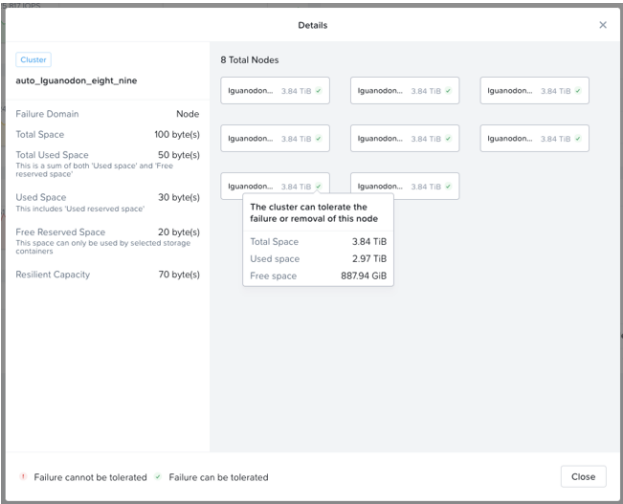 Details
Cluster
auto_Iguanodon_eight_nine
Failure Domain Node
Total Space 100 byte(s)
Total Used Space 50 byte(s)
This is a sum of both 'Used space' and 'Free
reserved space'
Used Space 30 byte(s)
This includes 'Used reserved space'
Free Reserved Space 20 byte(s)
This space can only be used by selected storage
containers
Resilient Capacity 70 byte(s)
8 Total Nodes
Iguanodon... 3.84 TiB Iguanodon... 3.84 TiB Iguanodon... 3.84 TiB
Iguanodon... 3.84 TiB Iguanodon... 3.84 TiB Iguanodon... 3.84 TiB
Iguanodon... 3.84 TiB Iguanodon... 3.84 TiB
The cluster can tolerate the
failure or removal of this node
Total Space 3.84 TiB
Used space 2.97 TiB
Free space 887.94 GiB
Failure cannot be tolerated Failure can be tolerated
Close